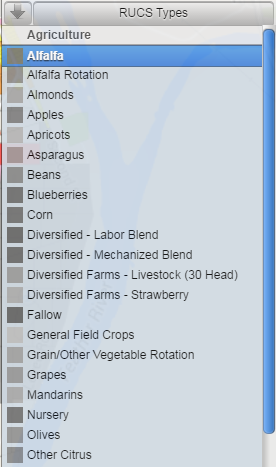 RUCS Types
Agriculture
Alfalfa
Alfalfa Rotation
Almonds
Apples
Apricots
Asparagus
Beans
Blueberries
Corn
Diversified - Labor Blend
Diversified - Mechanized Blend
Diversified Farms - Livestock (30 Head)
Diversified Farms - Strawberry
Fallow
General Field Crops
Grain/Other Vegetable Rotation
Grapes
Mandarins
Nursery
Olives
Other Citrus